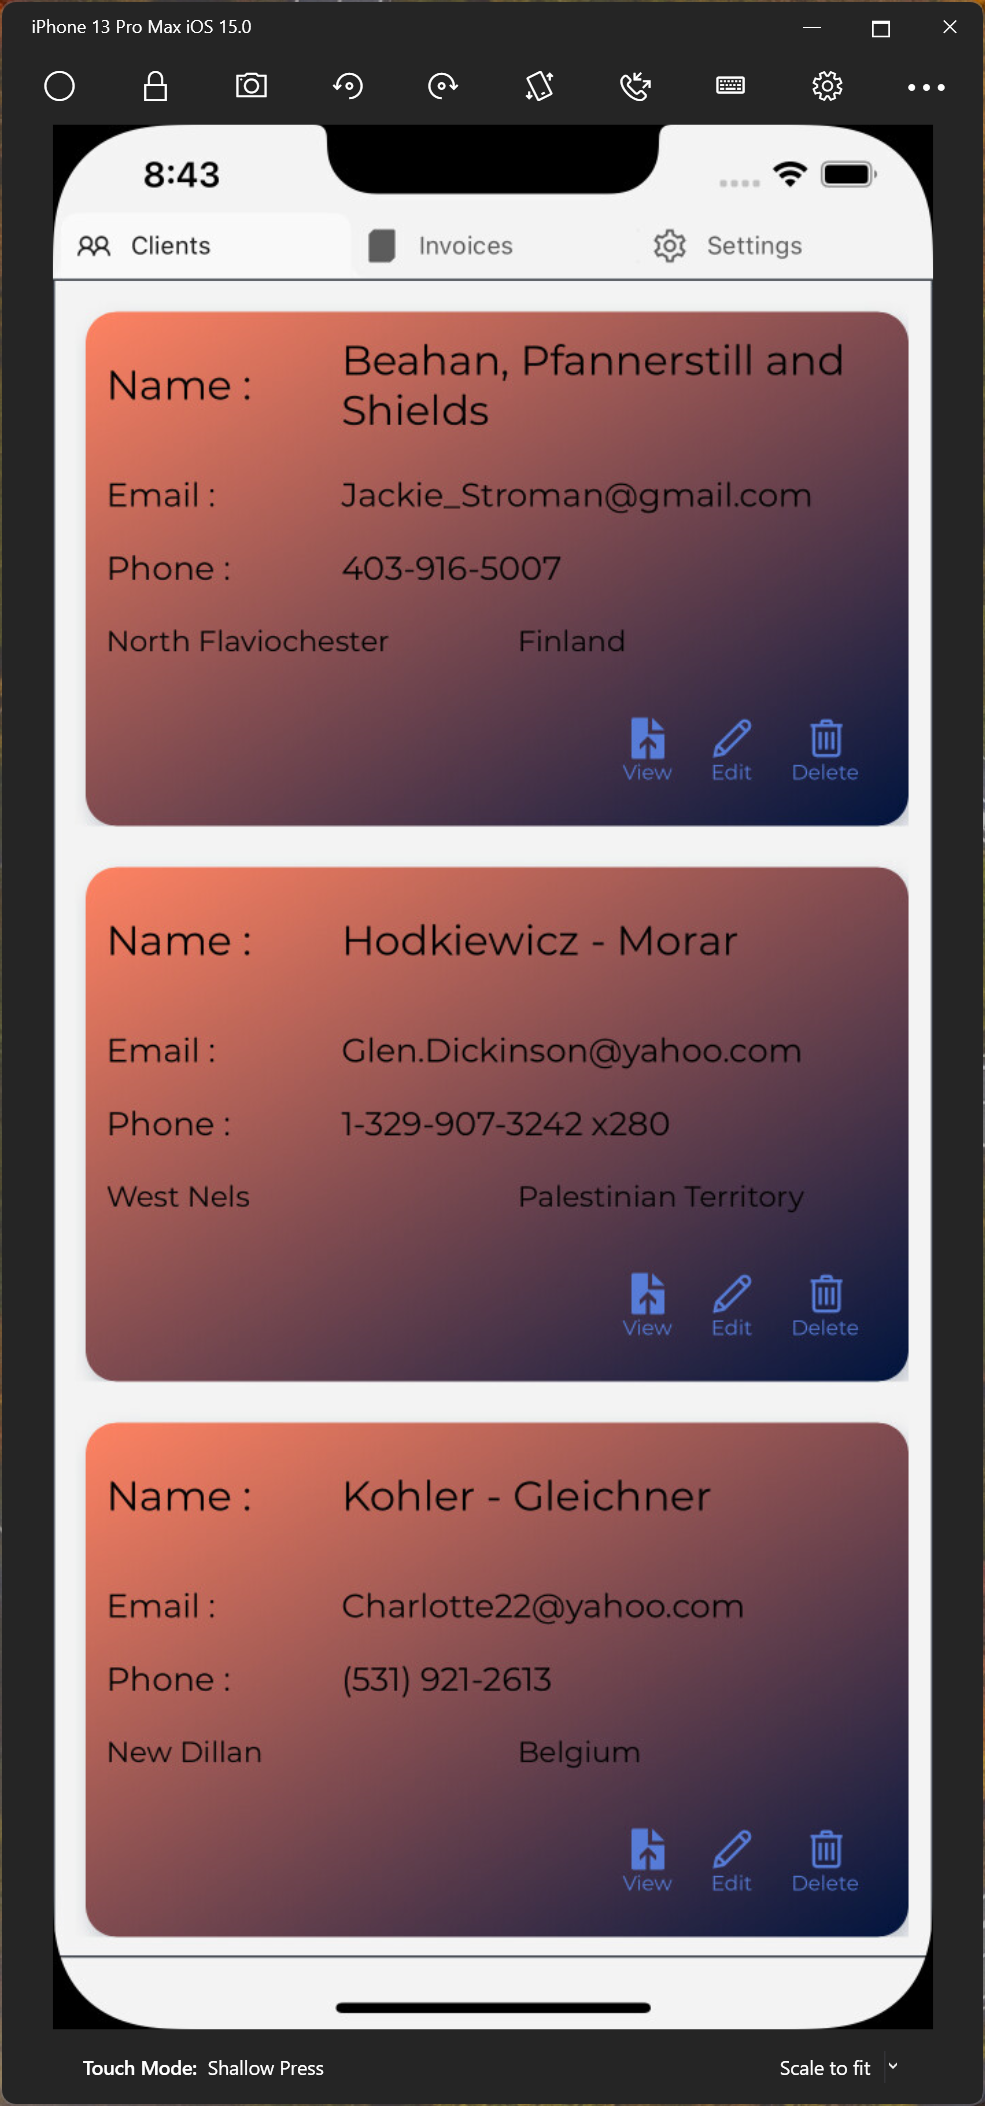 iPhone 13 Pro Max iOS 15.0
8:43
Clients Invoices Settings
Name : Beahan, Pfannerstill and
Shields
Email : Jackie_Stroman@gmail.com
Phone : 403-916-5007
North Flaviochester Finland
View Edit Delete
Name : Hodkiewicz - Morar
Email : Glen.Dickinson@yahoo.com
Phone : 1-329-907-3242 x280
West Nels Palestinian Territory
View Edit Delete
Name : Kohler - Gleichner
Email : Charlotte22@yahoo.com
Phone : (531) 921-2613
New Dillan Belgium
View Edit Delete
Touch Mode: Shallow Press Scale to fit